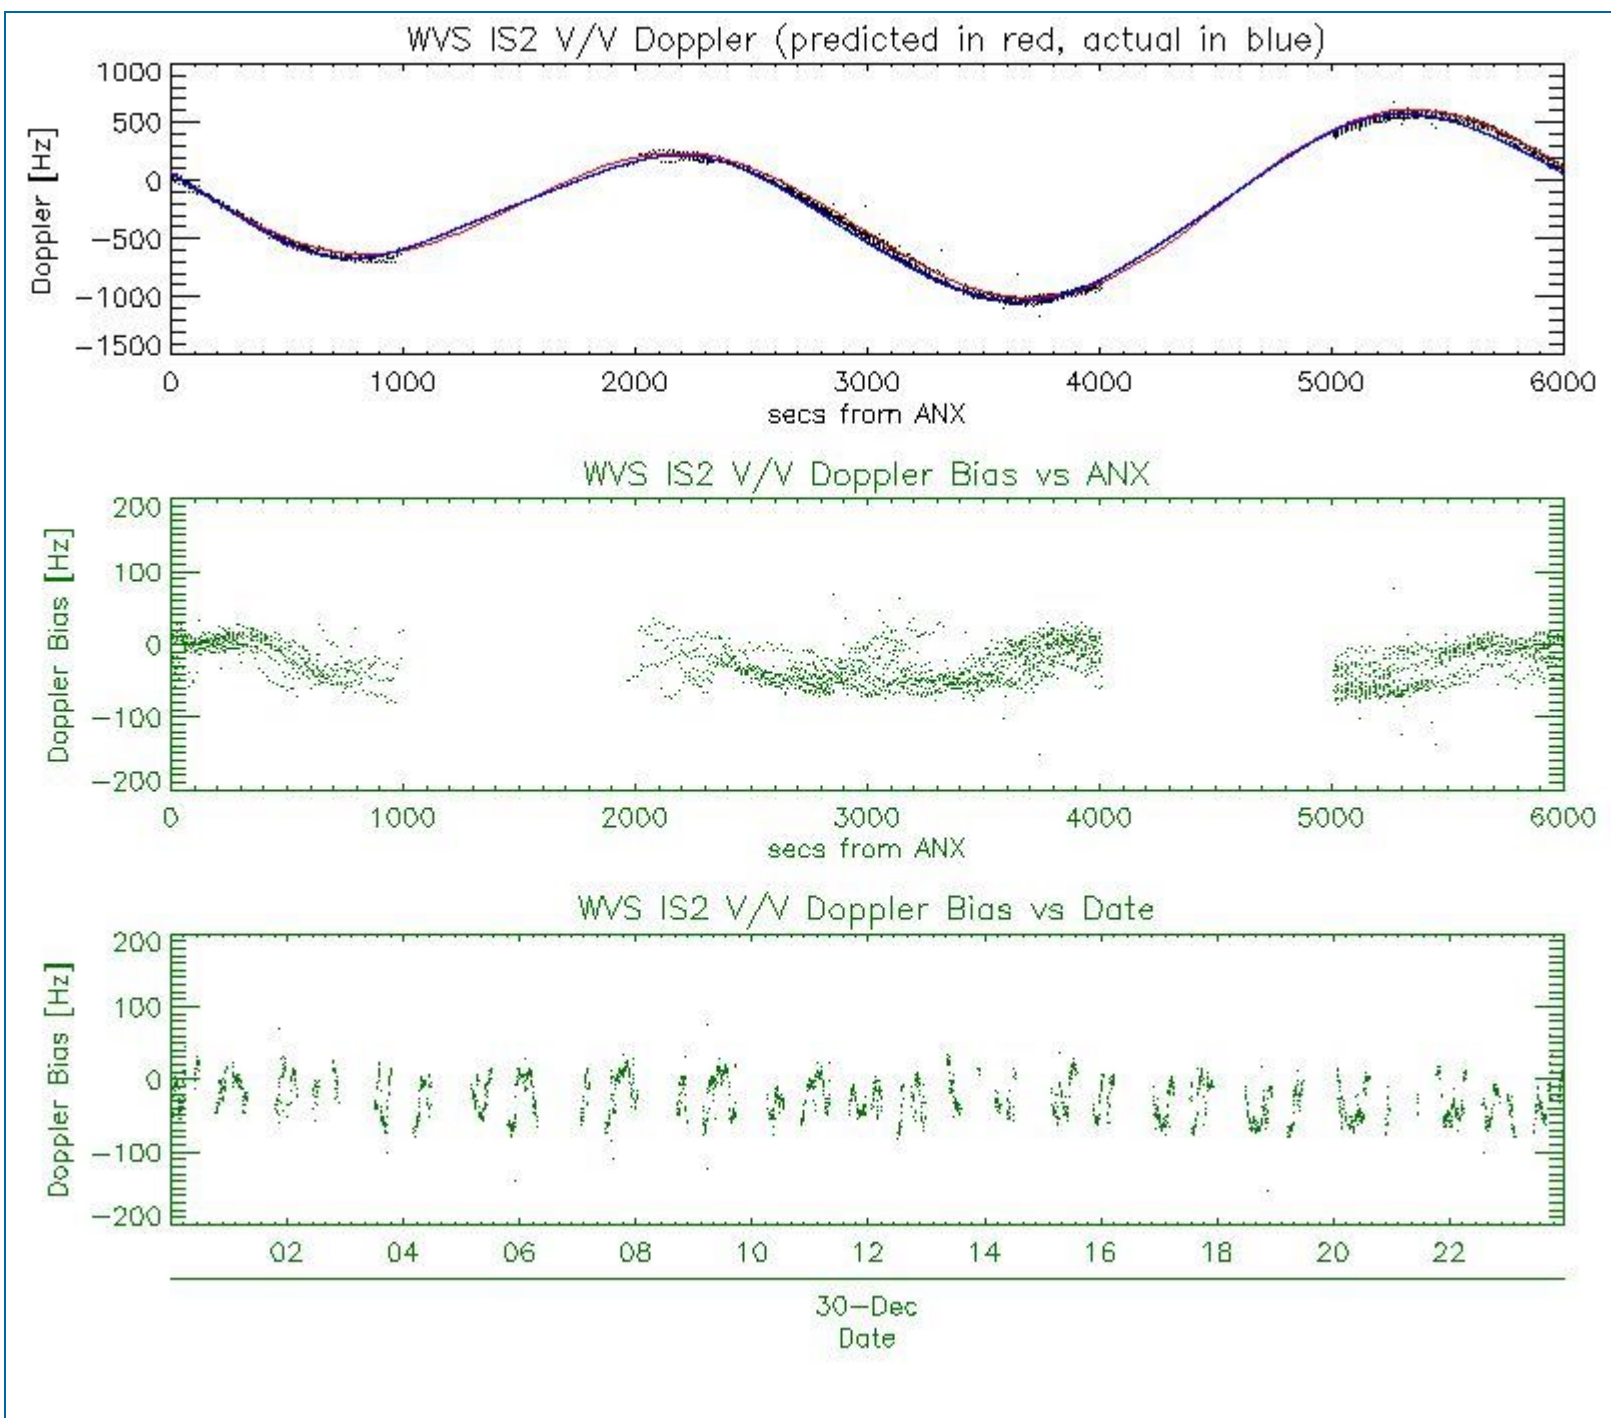 WVS IS2 V/V Doppler (predicted in red, actual in blue)
1000
500
0
−500
−1000
−1500
Doppler [Hz]
0 1000 2000 3000 4000 5000 6000
secs from ANX
WVS IS2 V/V Doppler Bias vs ANX
200
100
0
−100
−200
Doppler Bias [Hz]
0 1000 2000 3000 4000 5000 6000
secs from ANX
WVS IS2 V/V Doppler Bias vs Date
200
100
0
−100
−200
Doppler Bias [Hz]
02 04 06 08 10 12 14 16 18 20 22
30−Dec
Date